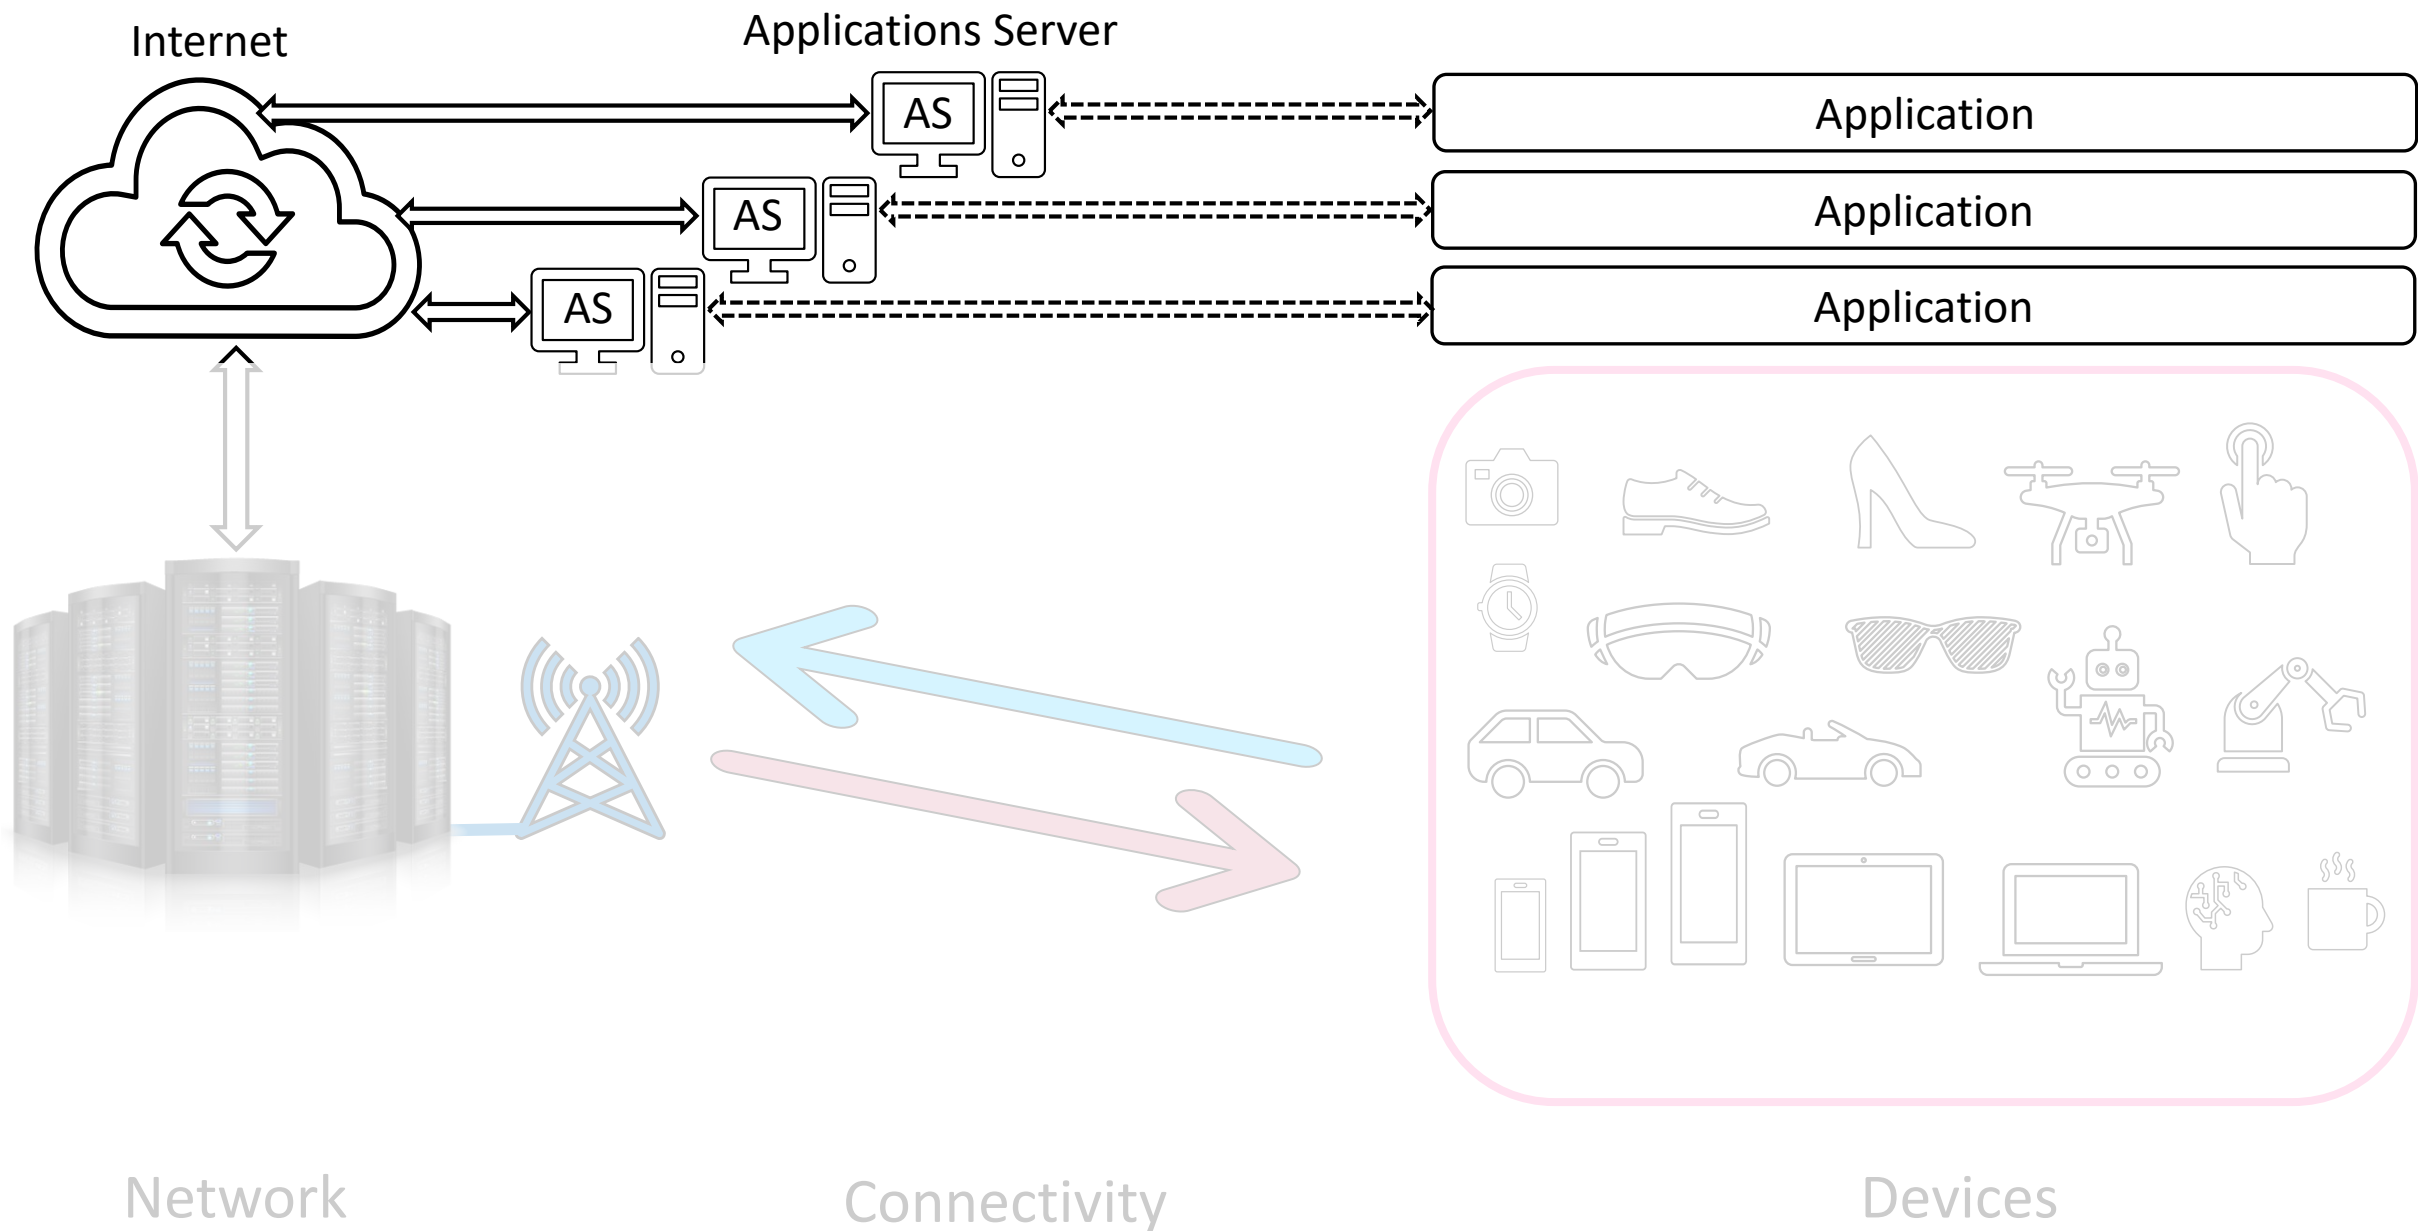 Internet
Applications Server
AS
Application
AS
Application
AS
Application
Network
Connectivity
Devices